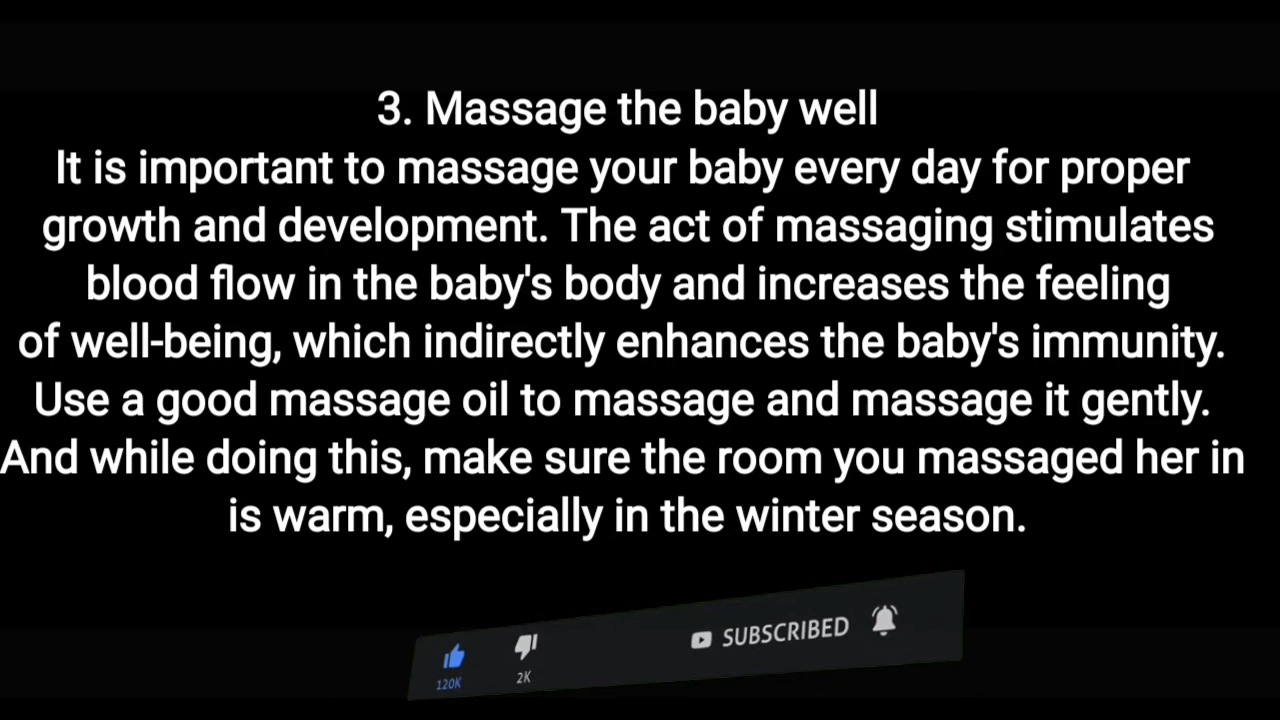 3. Massage the baby well
It is important to massage your baby every day for proper
growth and development. The act of massaging stimulates
blood flow in the baby's body and increases the feeling
of well-being, which indirectly enhances the baby's immunity.
Use a good massage oil to massage and massage it gently.
And while doing this, make sure the room you massaged her in
is warm, especially in the winter season.
SUBSCRIBED
120K 2K